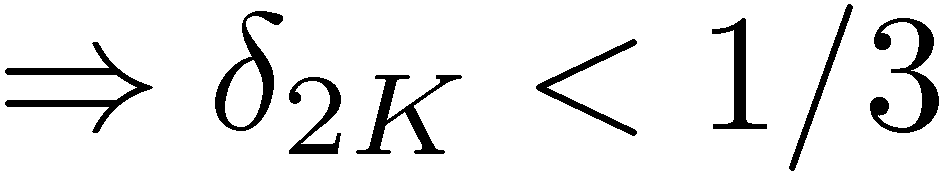 ⇒ δ_{2K} < 1/3